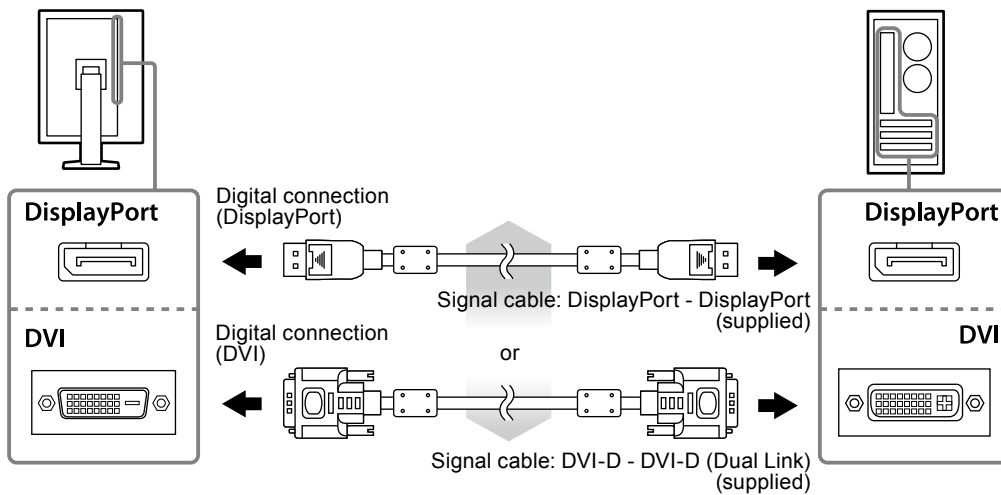 DisplayPort
Digital connection
(DisplayPort)
DisplayPort
Signal cable: DisplayPort - DisplayPort
(supplied)
DVI
Digital connection
(DVI)
or
DVI
Signal cable: DVI-D - DVI-D (Dual Link)
(supplied)